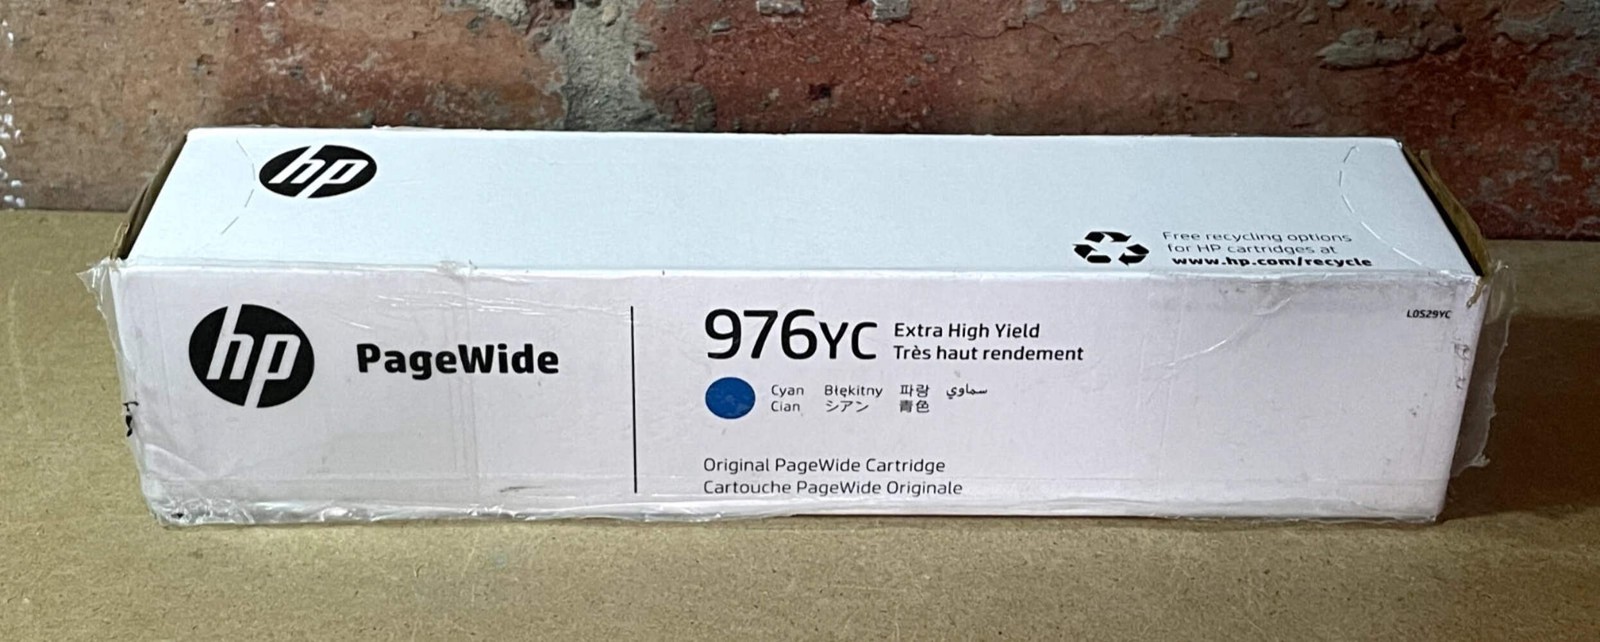 hp
Free recycling options
for HP cartridges at
www.hp.com/recycle
hp PageWide
976YC Extra High Yield
Très haut rendement
L0S29YC
Cyan Błękitny 파랑 سماوي
Cian シアン 青色
Original PageWide Cartridge
Cartouche PageWide Originale